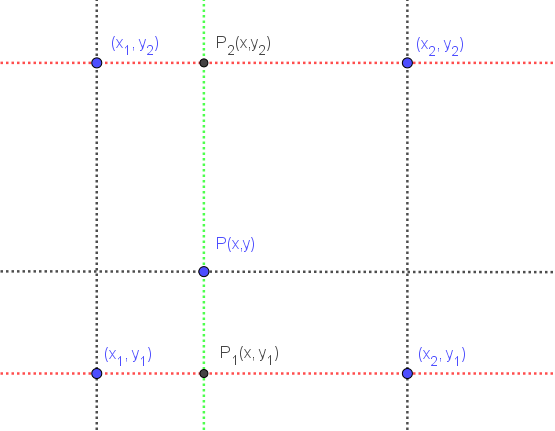 (x₁, y₂) P₂(x,y₂) (x₂, y₂)
P(x,y)
(x₁, y₁) P₁(x, y₁) (x₂, y₁)